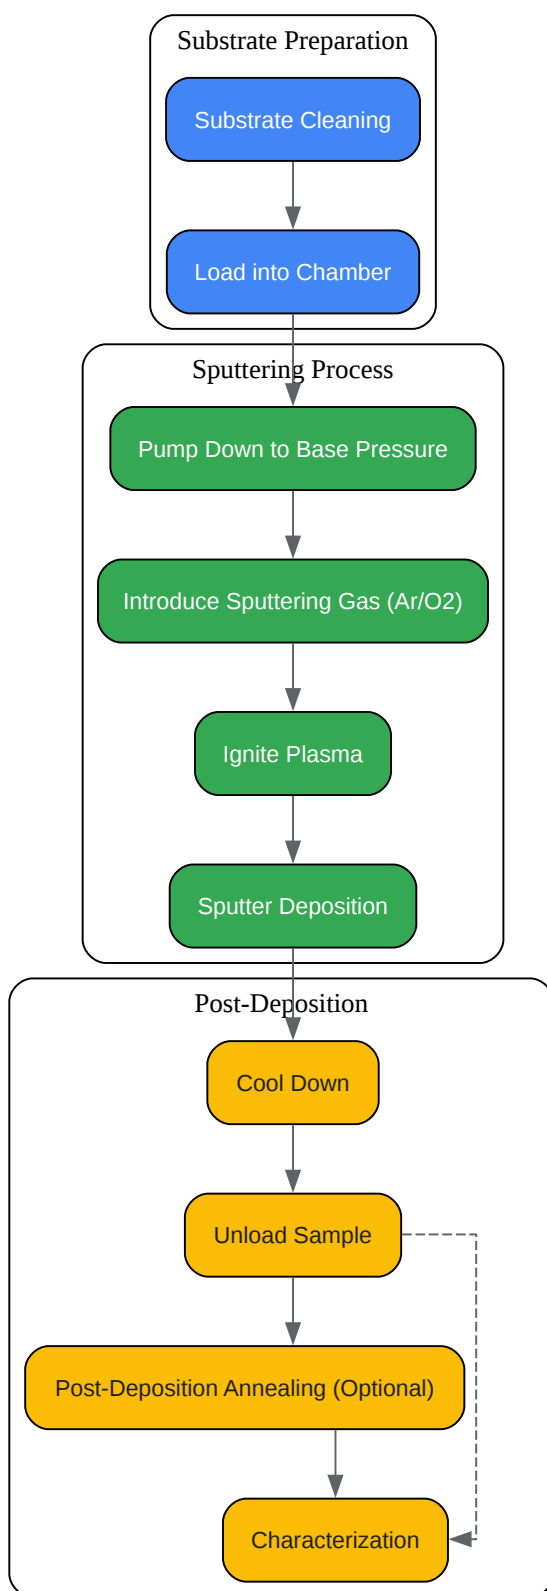 Substrate Preparation
Substrate Cleaning
Load into Chamber
Sputtering Process
Pump Down to Base Pressure
Introduce Sputtering Gas (Ar/O2)
Ignite Plasma
Sputter Deposition
Post-Deposition
Cool Down
Unload Sample
Post-Deposition Annealing (Optional)
Characterization